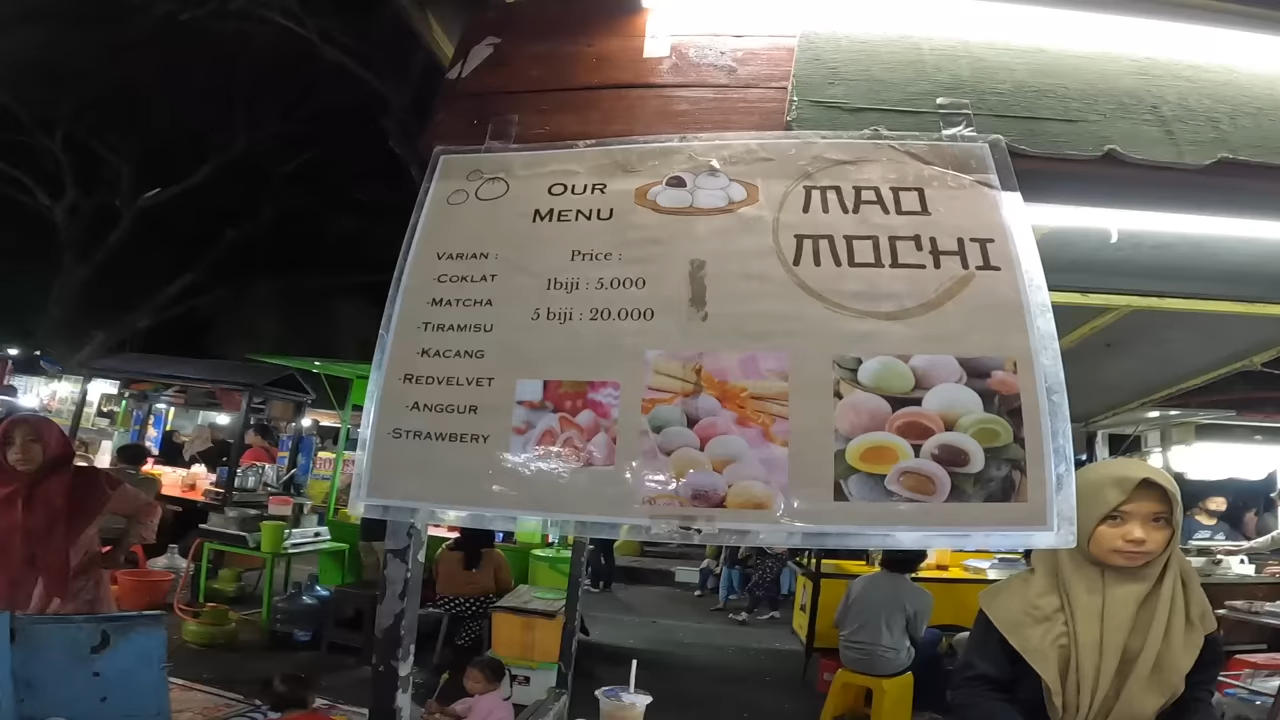 OUR
MENU
MAO
MOCHI
VARIAN :
-COKLAT
-MATCHA
-TIRAMISU
-KACANG
-REDVELVET
-ANGGUR
-STRAWBERY
Price :
1biji : 5.000
5 biji : 20.000